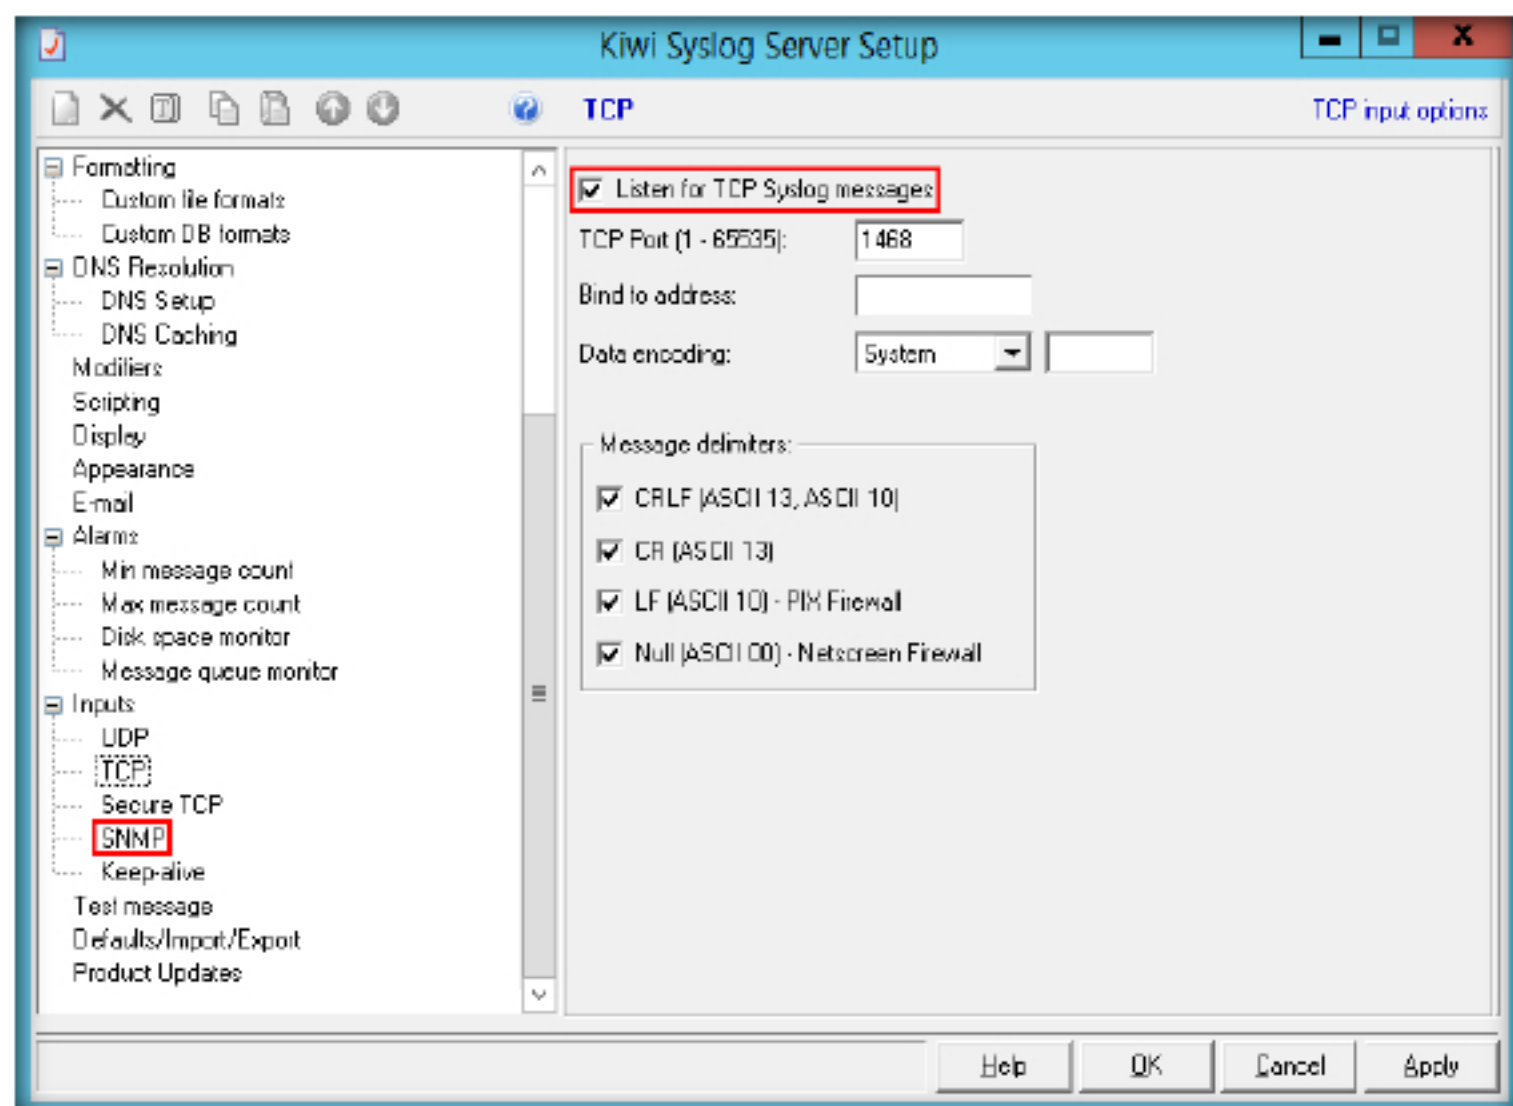 Kiwi Syslog Server Setup
TCP
TCP input options
Formatting
Custom file formats
Custom DB formats
DNS Resolution
DNS Setup
DNS Caching
Modifiers
Scripting
Display
Appearance
E-mail
Alarms
Min message count
Max message count
Disk space monitor
Message queue monitor
Inputs
UDP
TCP
Secure TCP
SNMP
Keep-alive
Test message
Defaults/Import/Export
Product Updates
Listen for TCP Syslog messages
TCP Port (1 - 65535):
1468
Bind to address:
Data encoding:
System
Message delimiters:
CRLF (ASCII 13, ASCII 10)
CR (ASCII 13)
LF (ASCII 10) - PIX Firewall
Null (ASCII 00) - Netscreen Firewall
Help
OK
Cancel
Apply